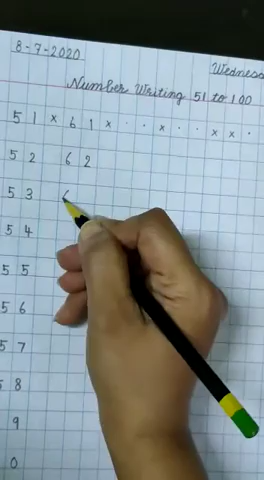 8-7-2020
Wednes
Number Writing 51 to 100
5 1 x 6 1 x . . x . . x x .
5 2 6 2
5 3 6
5 4
5 5
5 6
5 7
8
9
0